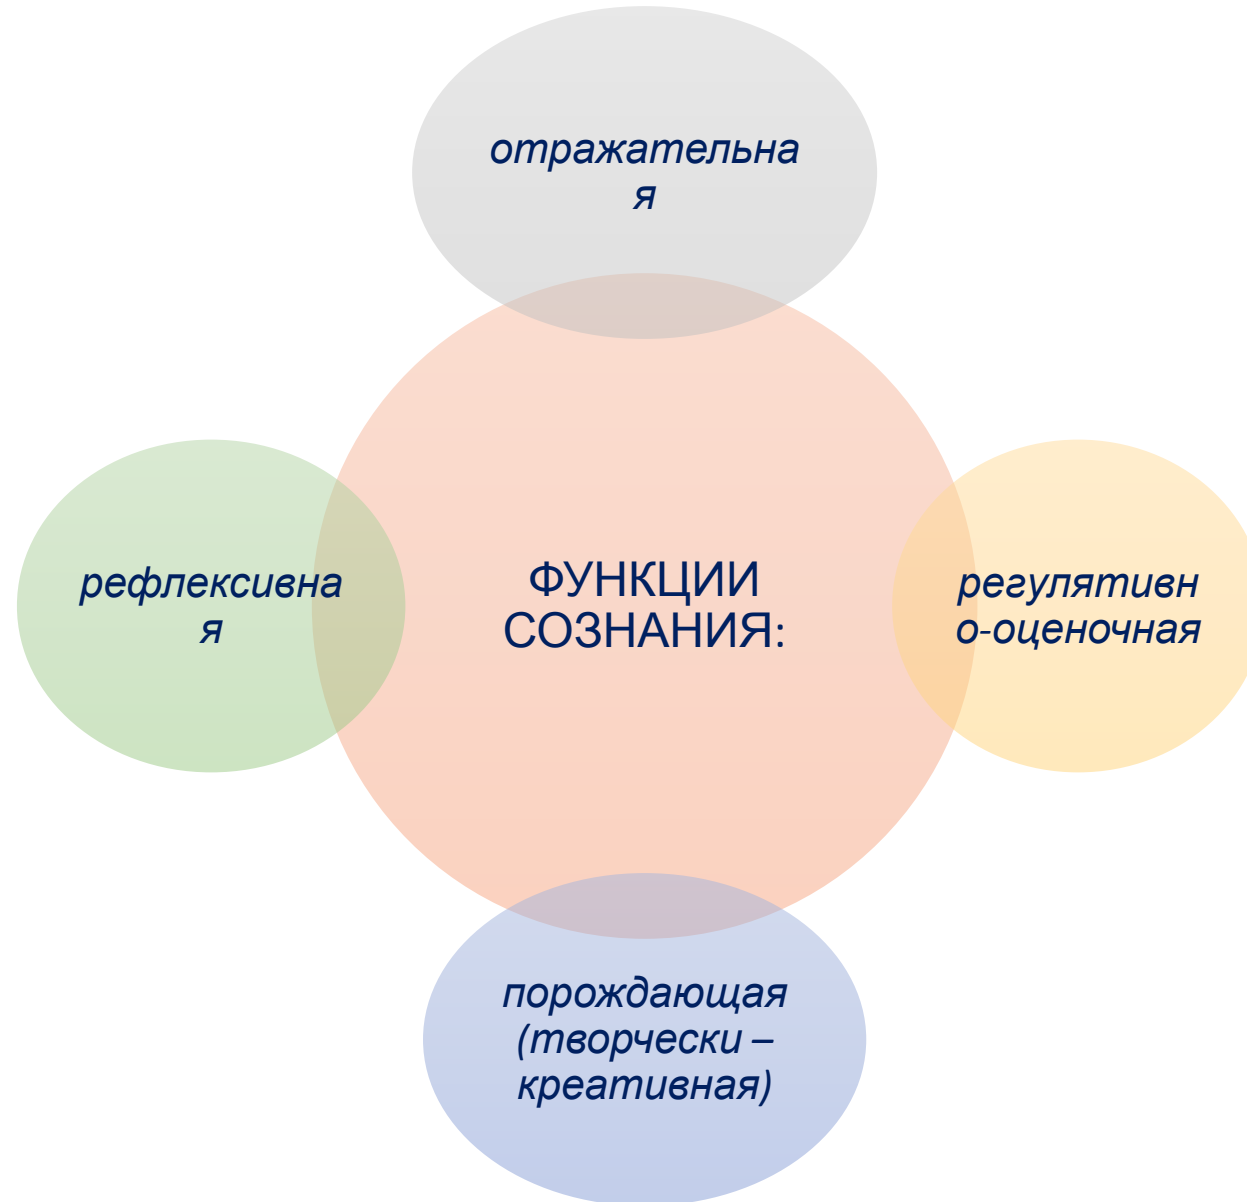 отражательна
я
рефлексивна
я
ФУНКЦИИ
СОЗНАНИЯ:
регулятивн
о-оценочная
порождающая
(творчески –
креативная)